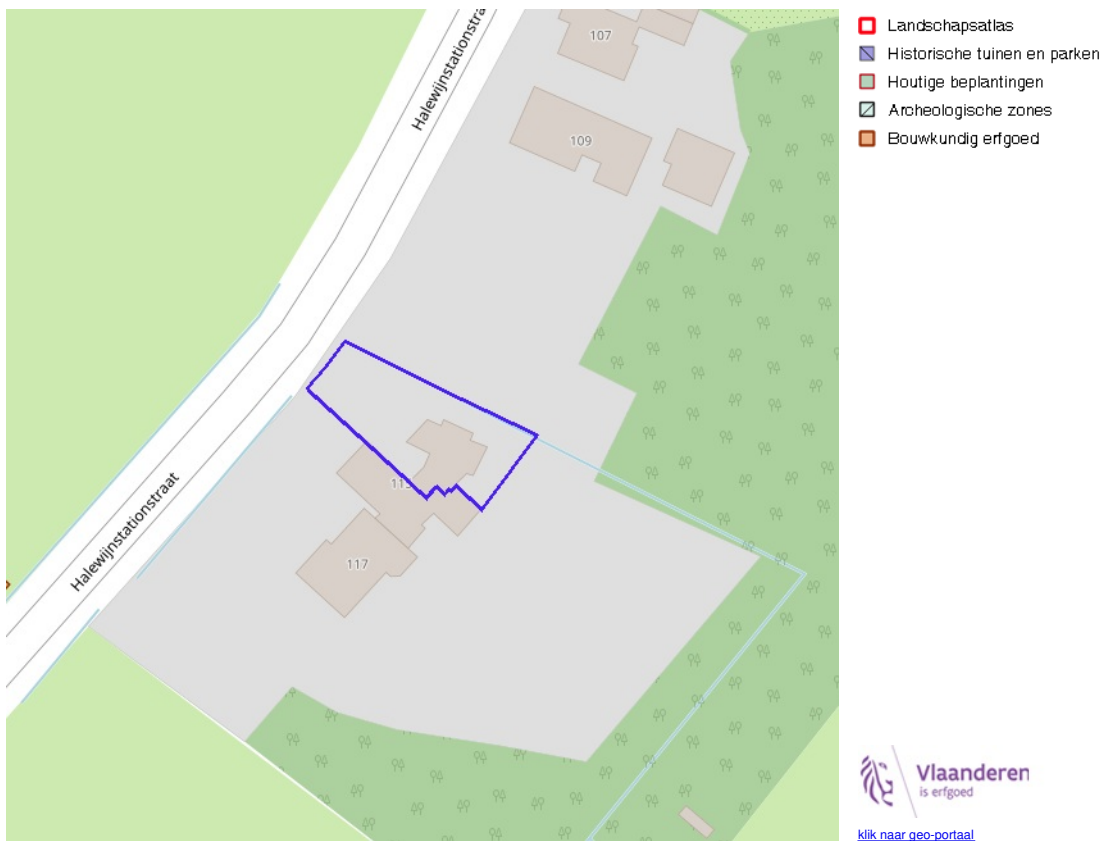 Halewijnstationstraat
107
109
Halewijnstationstraat
117
Landschapsatlas
Historische tuinen en parken
Houtige beplantingen
Archeologische zones
Bouwkundig erfgoed
Vlaanderen
is erfgoed
klik naar geo-portaal